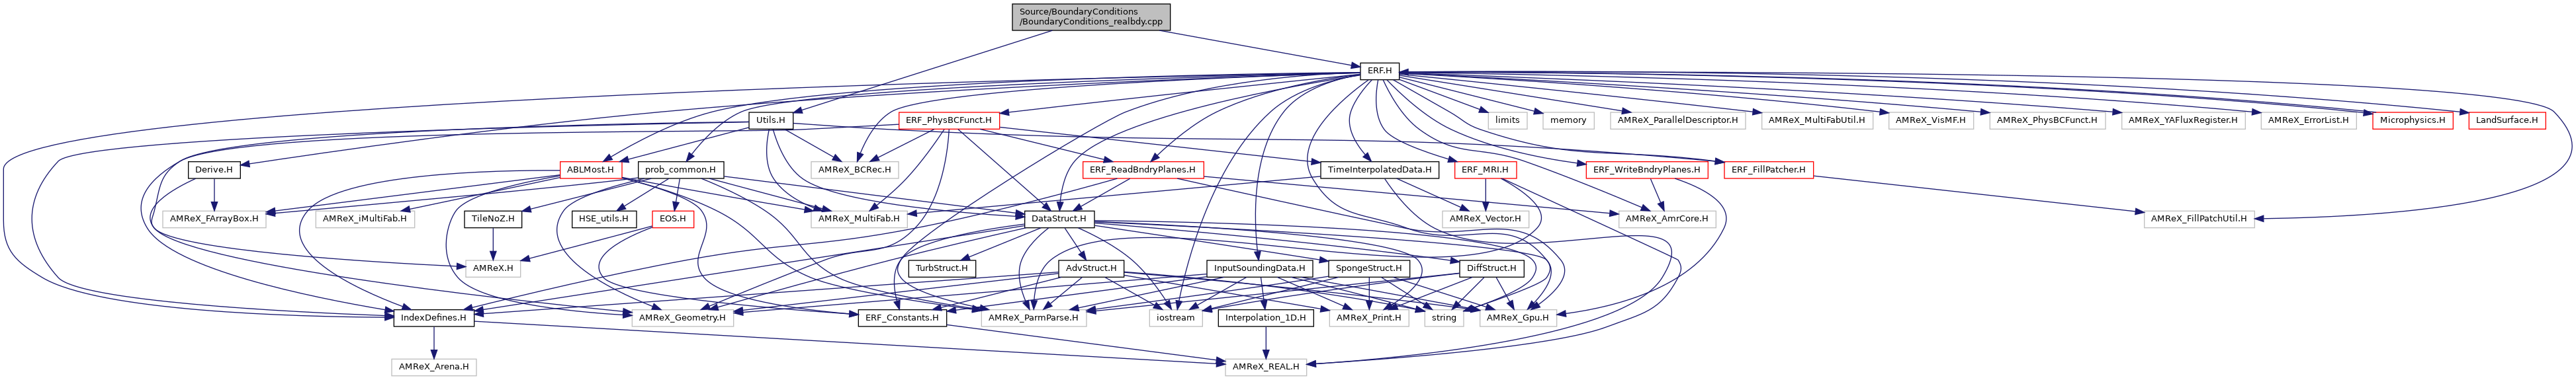 Source/BoundaryConditions
/BoundaryConditions_realbdy.cpp
ERF.H
Utils.H
ERF_PhysBCFunct.H
limits
memory
AMReX_ParallelDescriptor.H
AMReX_MultiFabUtil.H
AMReX_VisMF.H
AMReX_PhysBCFunct.H
AMReX_YAFluxRegister.H
AMReX_ErrorList.H
Microphysics.H
LandSurface.H
Derive.H
ABLMost.H
prob_common.H
AMReX_BCRec.H
ERF_ReadBndryPlanes.H
TimeInterpolatedData.H
ERF_MRI.H
ERF_WriteBndryPlanes.H
ERF_FillPatcher.H
AMReX_FArrayBox.H
AMReX_iMultiFab.H
TileNoZ.H
HSE_utils.H
EOS.H
AMReX_MultiFab.H
DataStruct.H
AMReX_Vector.H
AMReX_AmrCore.H
AMReX_FillPatchUtil.H
AMReX.H
TurbStruct.H
AdvStruct.H
InputSoundingData.H
SpongeStruct.H
DiffStruct.H
IndexDefines.H
AMReX_Geometry.H
ERF_Constants.H
AMReX_ParmParse.H
iostream
Interpolation_1D.H
AMReX_Print.H
string
AMReX_Gpu.H
AMReX_Arena.H
AMReX_REAL.H